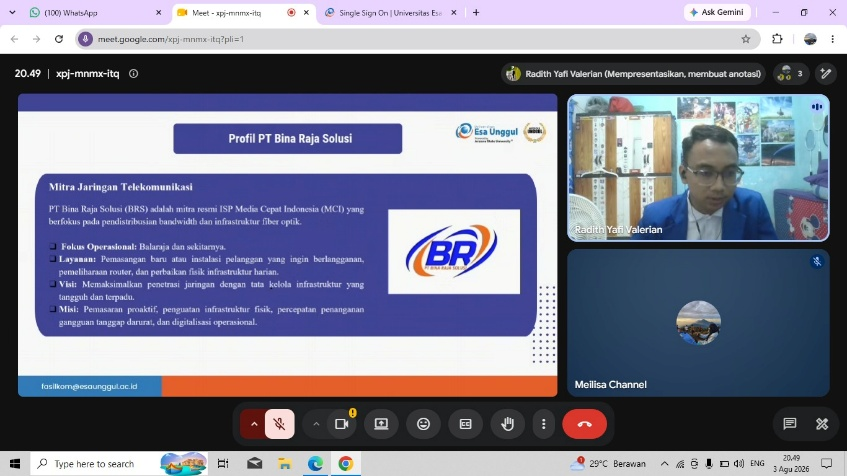 (100) WhatsApp
Meet - xpj-mnmx-itq
Single Sign On | Universitas Esa
Ask Gemini
meet.google.com/xpj-mnmx-itq?pli=1
20.49 | xpj-mnmx-itq
Radith Yafi Valerian (Mempresentasikan, membuat anotasi)
3
Profil PT Bina Raja Solusi
Esa Unggul
Mitra Jaringan Telekomunikasi
PT Bina Raja Solusi (BRS) adalah mitra resmi ISP Media Cepat Indonesia (MCI) yang
berfokus pada pendistribusian bandwidth dan infrastruktur fiber optik.
Fokus Operasional: Balaraja dan sekitarnya.
Layanan: Pemasangan baru atau instalasi pelanggan yang ingin berlangganan,
pemeliharaan router, dan perbaikan fisik infrastruktur harian.
Visi: Memaksimalkan penetrasi jaringan dengan tata kelola infrastruktur yang
tangguh dan terpadu.
Misi: Pemasaran proaktif, penguatan infrastruktur fisik, percepatan penanganan
gangguan tanggap darurat, dan digitalisasi operasional.
BR
PT BINA RAJA SOLUSI
fasilkom@esaunggul.ac.id
Radith Yafi Valerian
Meilisa Channel
Type here to search
29°C Berawan
ENG
20.49
3 Agu 2026